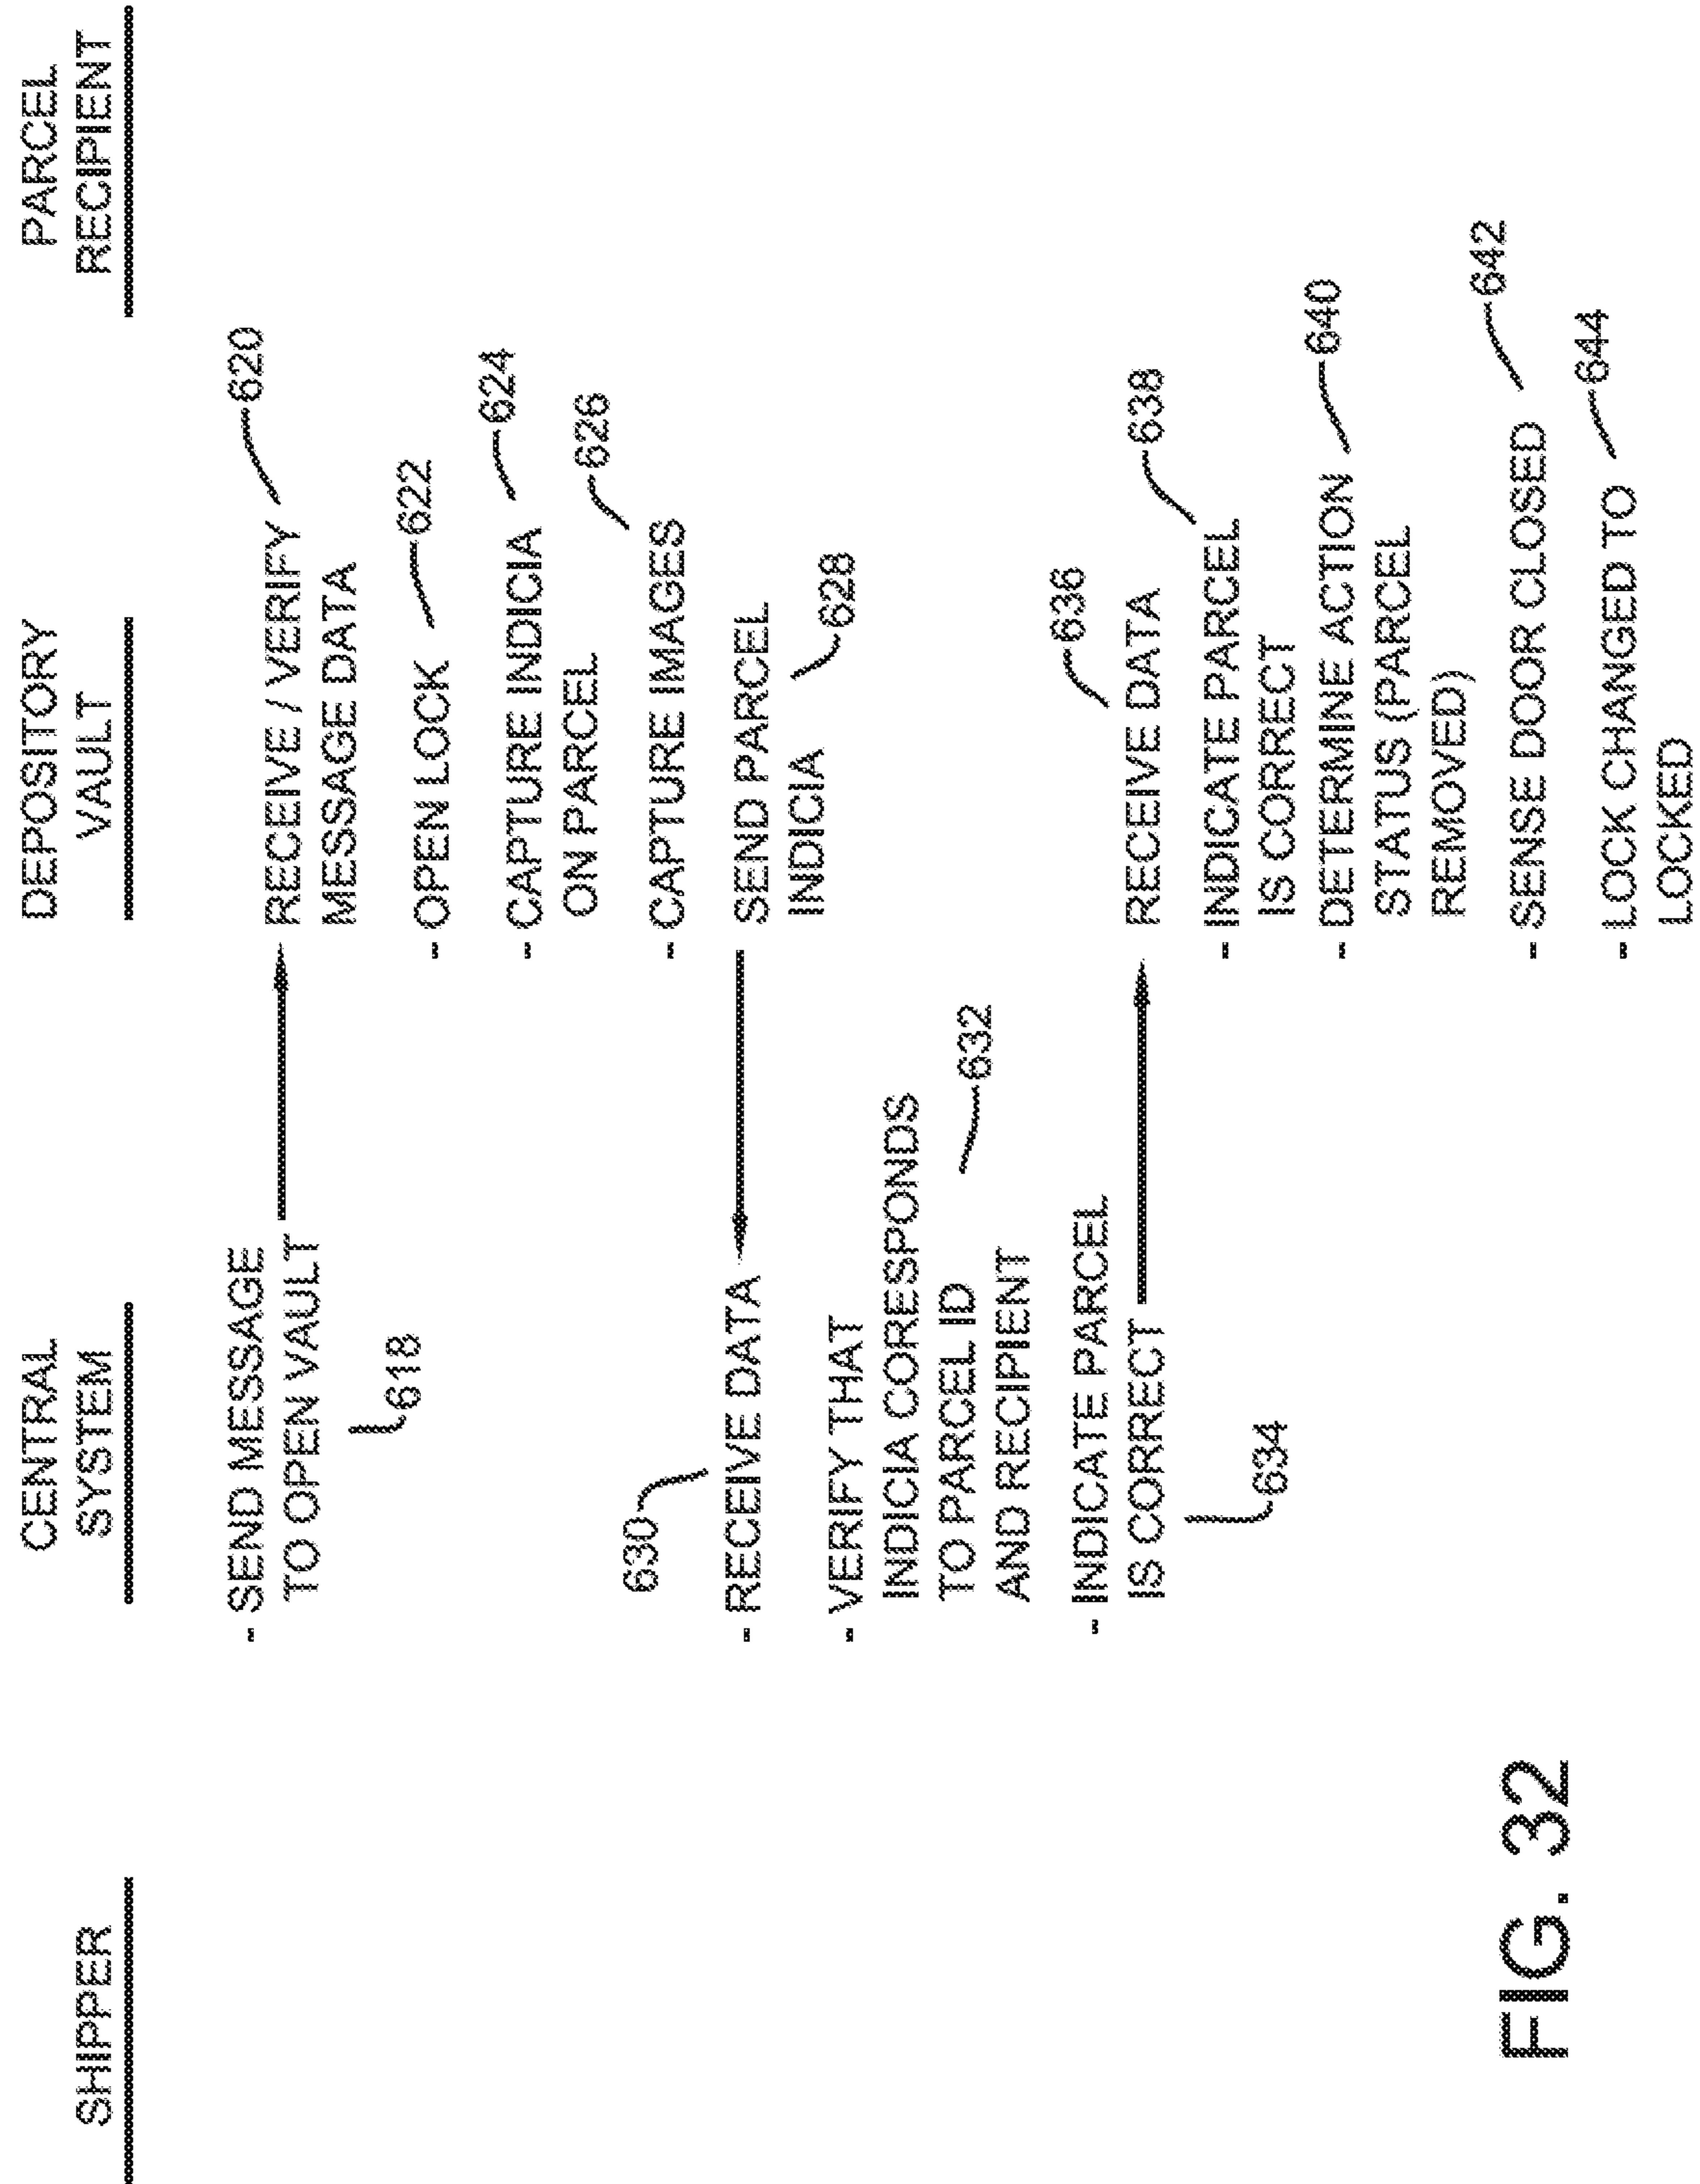 SHIPPER
CENTRAL
SYSTEM
DEPOSITORY
VAULT
PARCEL
RECIPIENT
- SEND MESSAGE
TO OPEN VAULT
618
RECEIVE / VERIFY
MESSAGE DATA
620
- OPEN LOCK
622
- CAPTURE INDICIA
ON PARCEL
624
- CAPTURE IMAGES
626
SEND PARCEL
INDICIA
628
630
- RECEIVE DATA
- VERIFY THAT
INDICIA CORESPONDS
TO PARCEL ID
AND RECIPIENT
632
- INDICATE PARCEL
IS CORRECT
634
RECEIVE DATA
636
- INDICATE PARCEL
IS CORRECT
638
- DETERMINE ACTION
STATUS (PARCEL
REMOVED)
640
- SENSE DOOR CLOSED
642
- LOCK CHANGED TO
LOCKED
644
FIG. 32